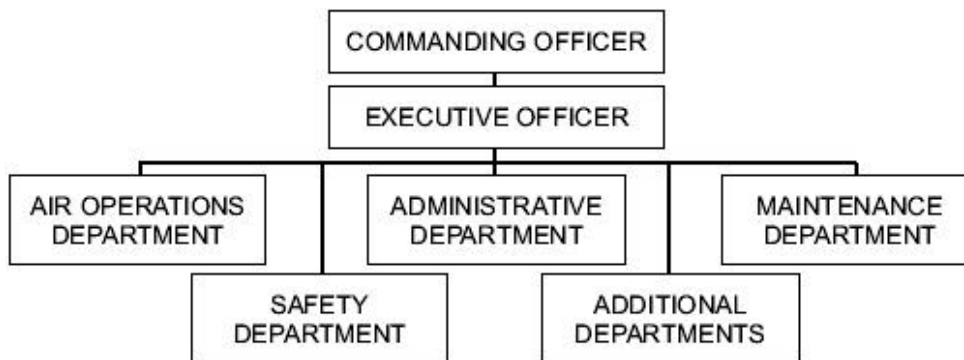 COMMANDING OFFICER
EXECUTIVE OFFICER
AIR OPERATIONS
DEPARTMENT
ADMINISTRATIVE
DEPARTMENT
MAINTENANCE
DEPARTMENT
SAFETY
DEPARTMENT
ADDITIONAL
DEPARTMENTS